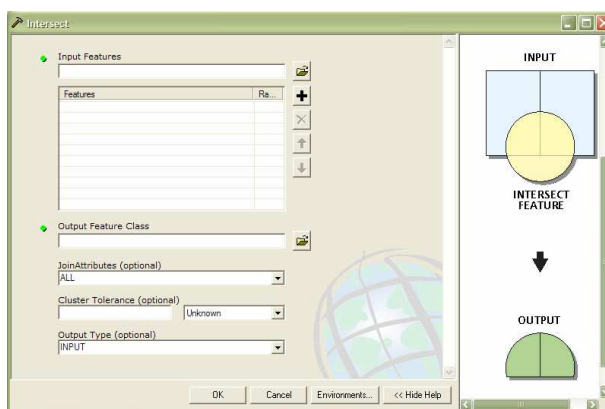 Intersect
Input Features
Features Ra...
Output Feature Class
JoinAttributes (optional)
ALL
Cluster Tolerance (optional)
Unknown
Output Type (optional)
INPUT
OK Cancel Environments... << Hide Help
INPUT
INTERSECT
FEATURE
OUTPUT